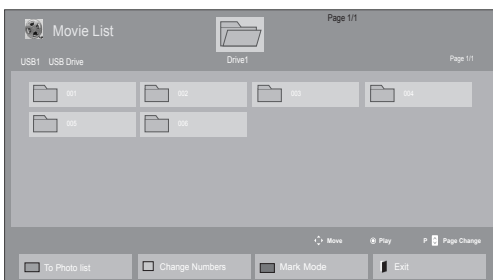 Page 1/1
Movie List
Drive1
USB1 USB Drive
Page 1/1
001
002
003
004
005
006
Move
Play
P Page Change
To Photo list
Change Numbers
Mark Mode
Exit